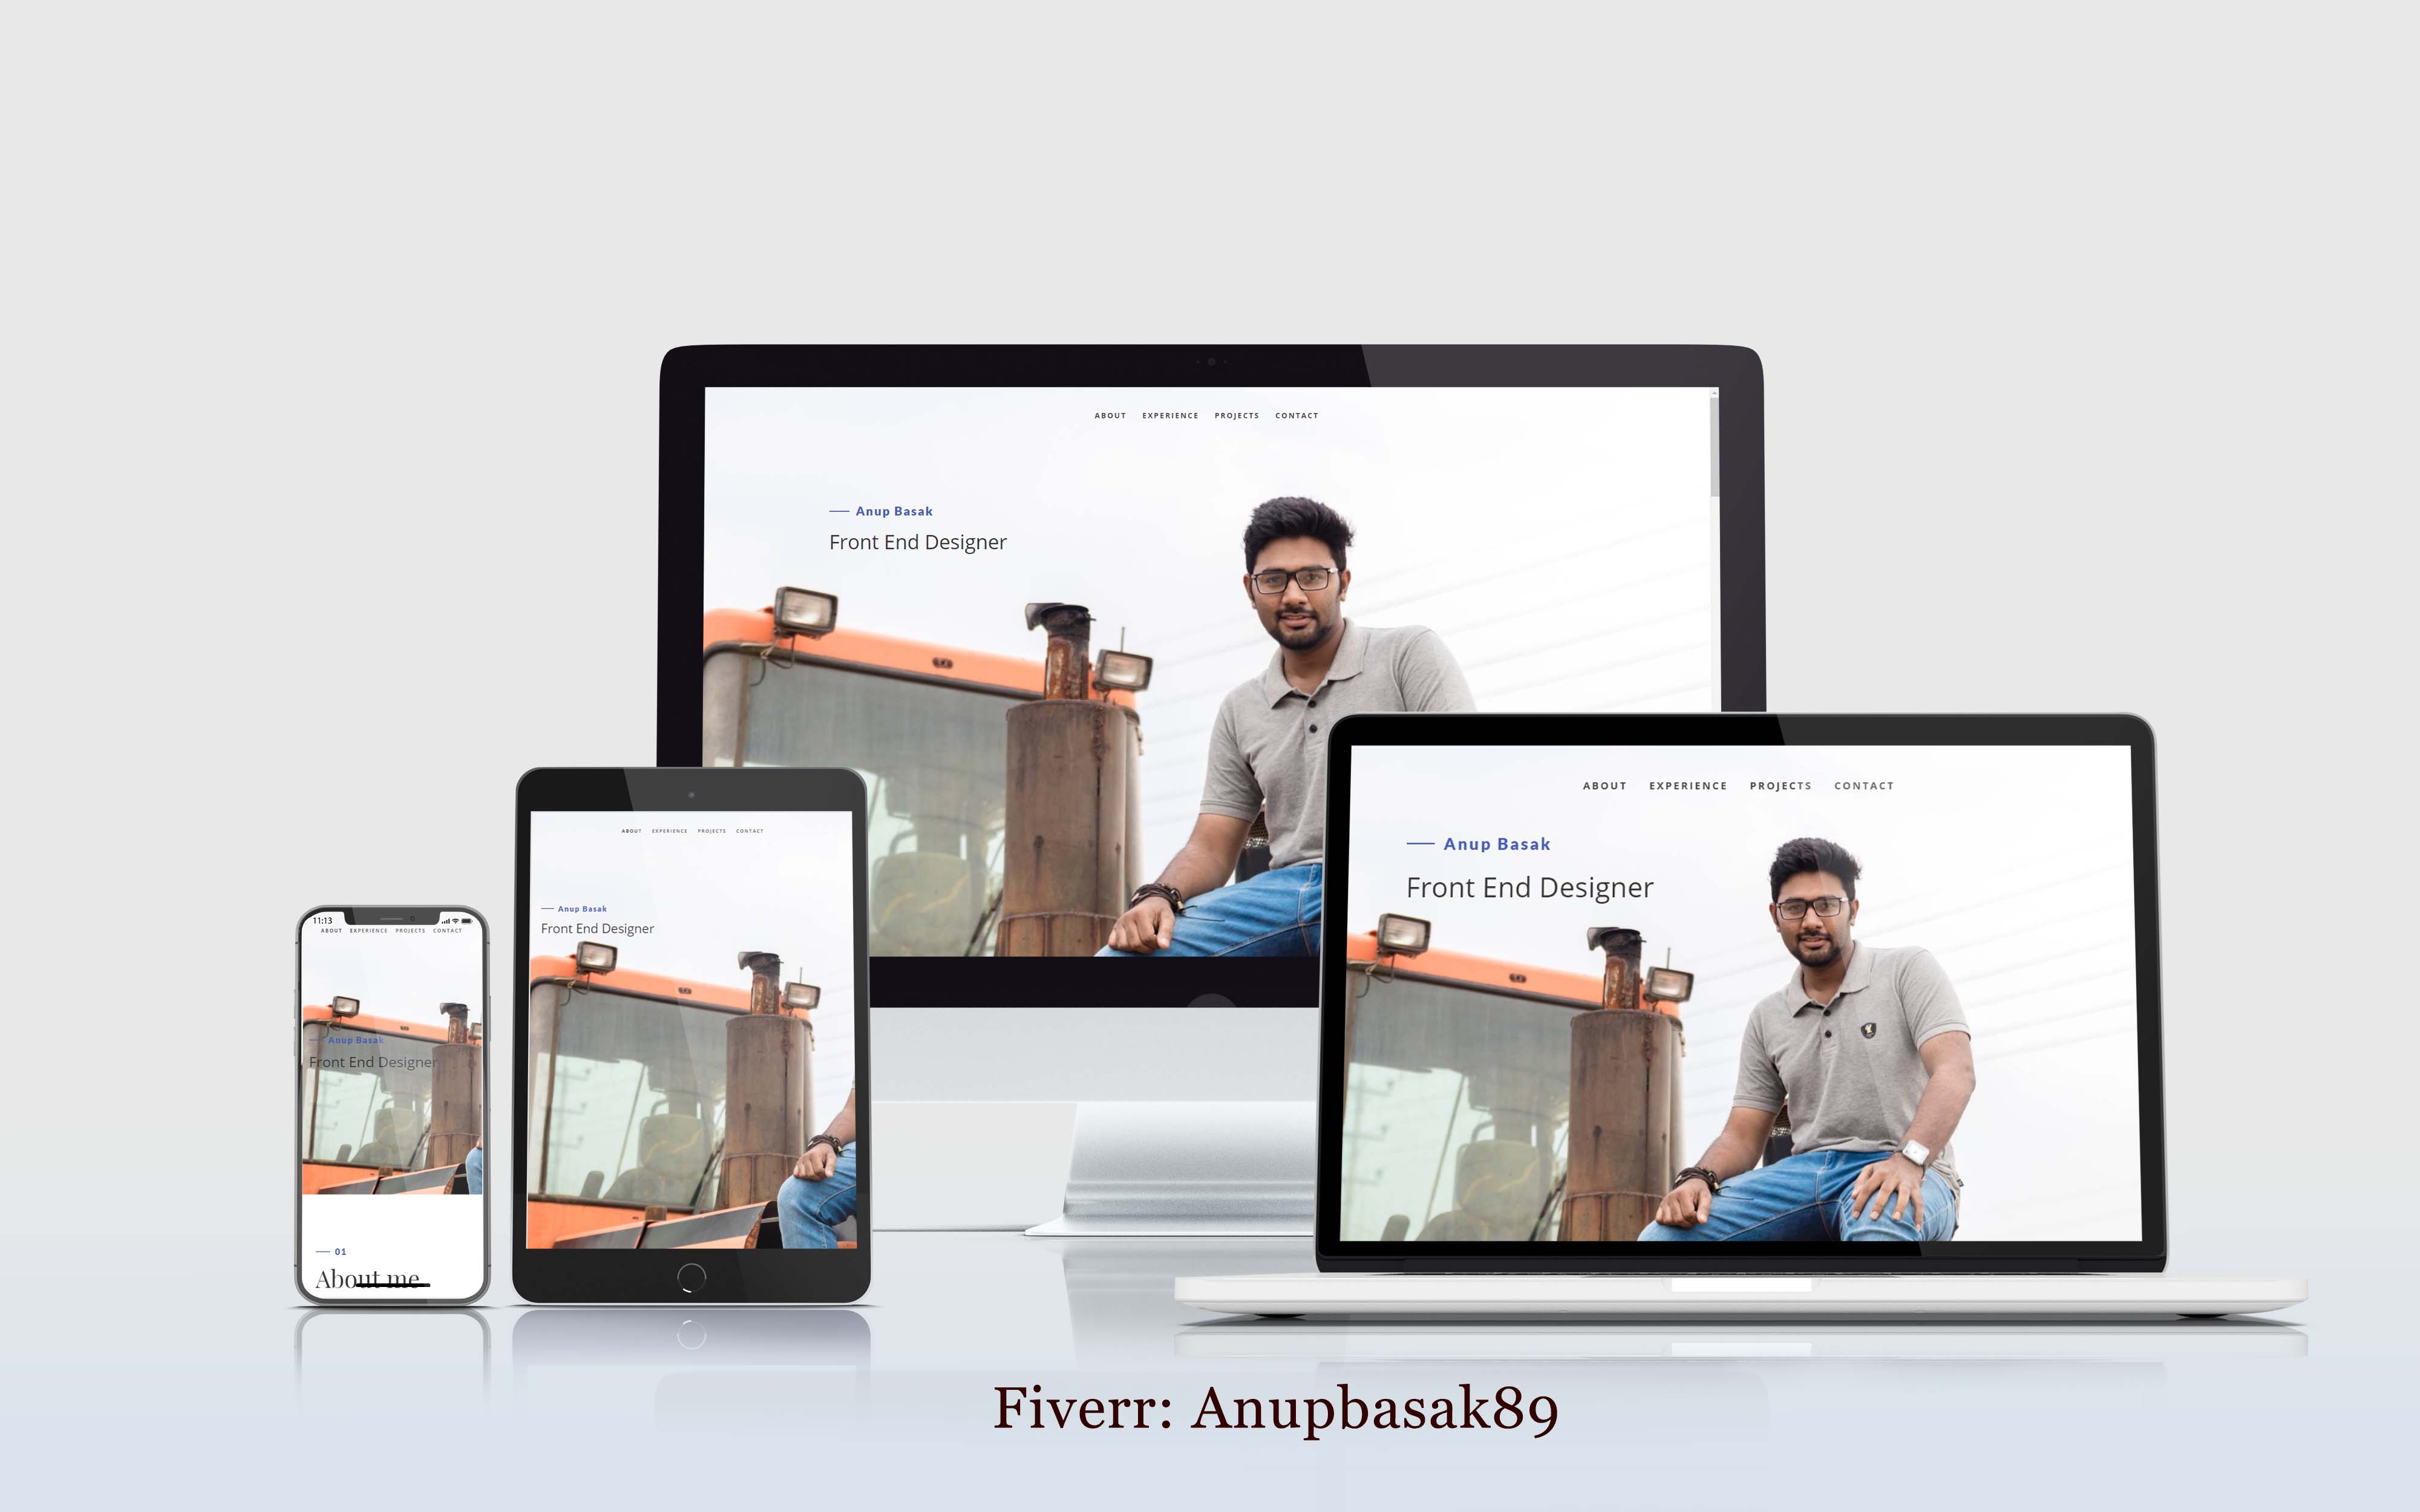 ABOUT EXPERIENCE PROJECTS CONTACT
Anup Basak
Front End Designer
ABOUT EXPERIENCE PROJECTS CONTACT
Anup Basak
Front End Designer
ABOUT EXPERIENCE PROJECTS CONTACT
Anup Basak
Front End Designer
11:13
ABOUT EXPERIENCE PROJECTS CONTACT
Anup Basak
Front End Designer
01
About me
Fiverr: Anupbasak89